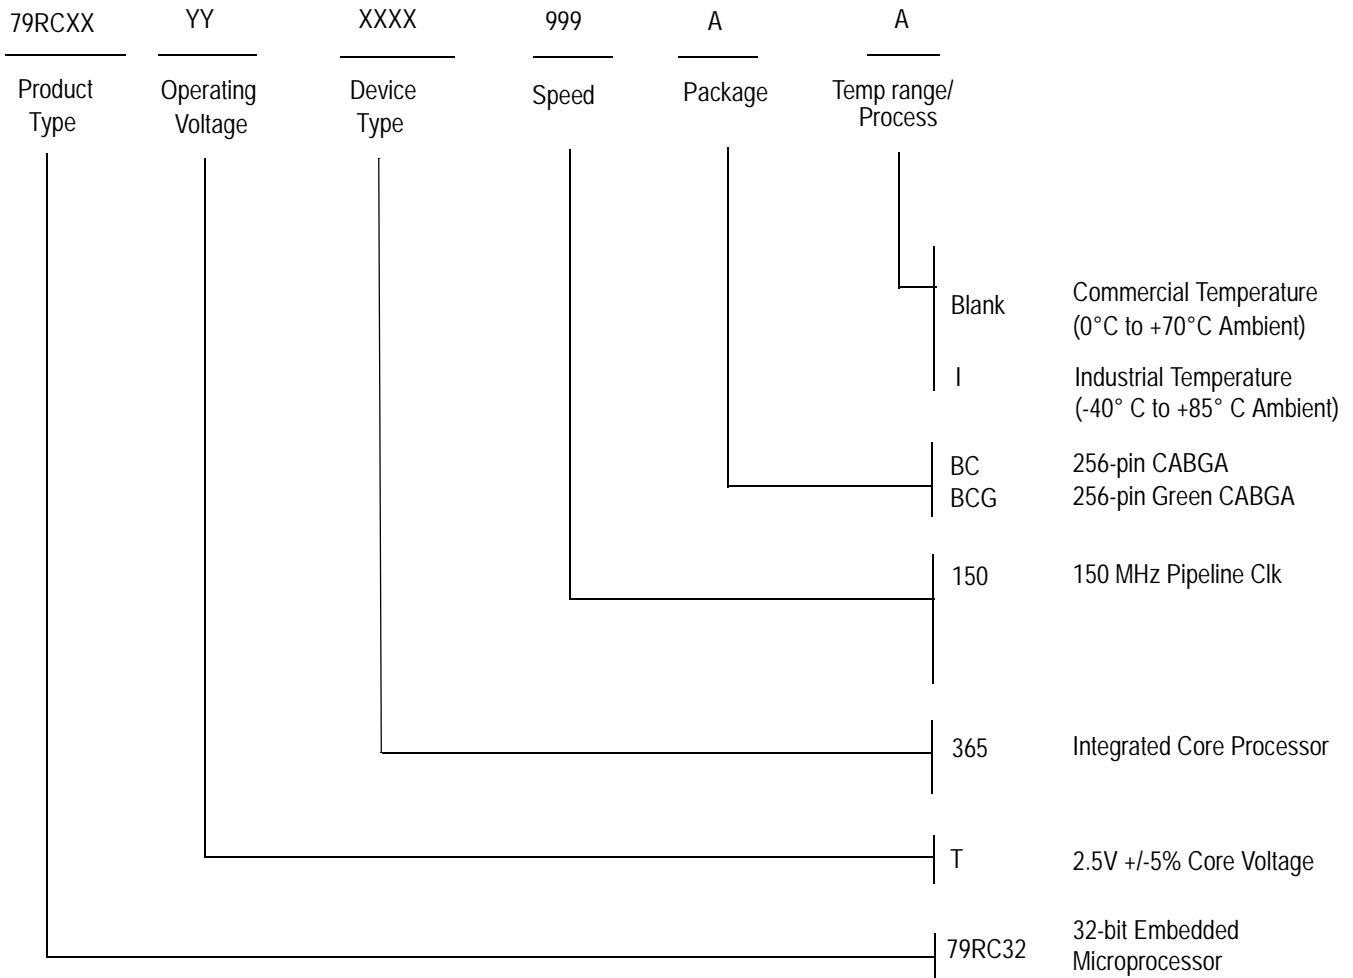 79RCXX YY XXXX 999 A A
Product Type
Operating Voltage
Device Type
Speed
Package
Temp range/ Process
Blank Commercial Temperature
(0°C to +70°C Ambient)
I Industrial Temperature
(-40° C to +85° C Ambient)
BC 256-pin CABGA
BCG 256-pin Green CABGA
150 150 MHz Pipeline Clk
365 Integrated Core Processor
T 2.5V +/-5% Core Voltage
79RC32 32-bit Embedded
Microprocessor